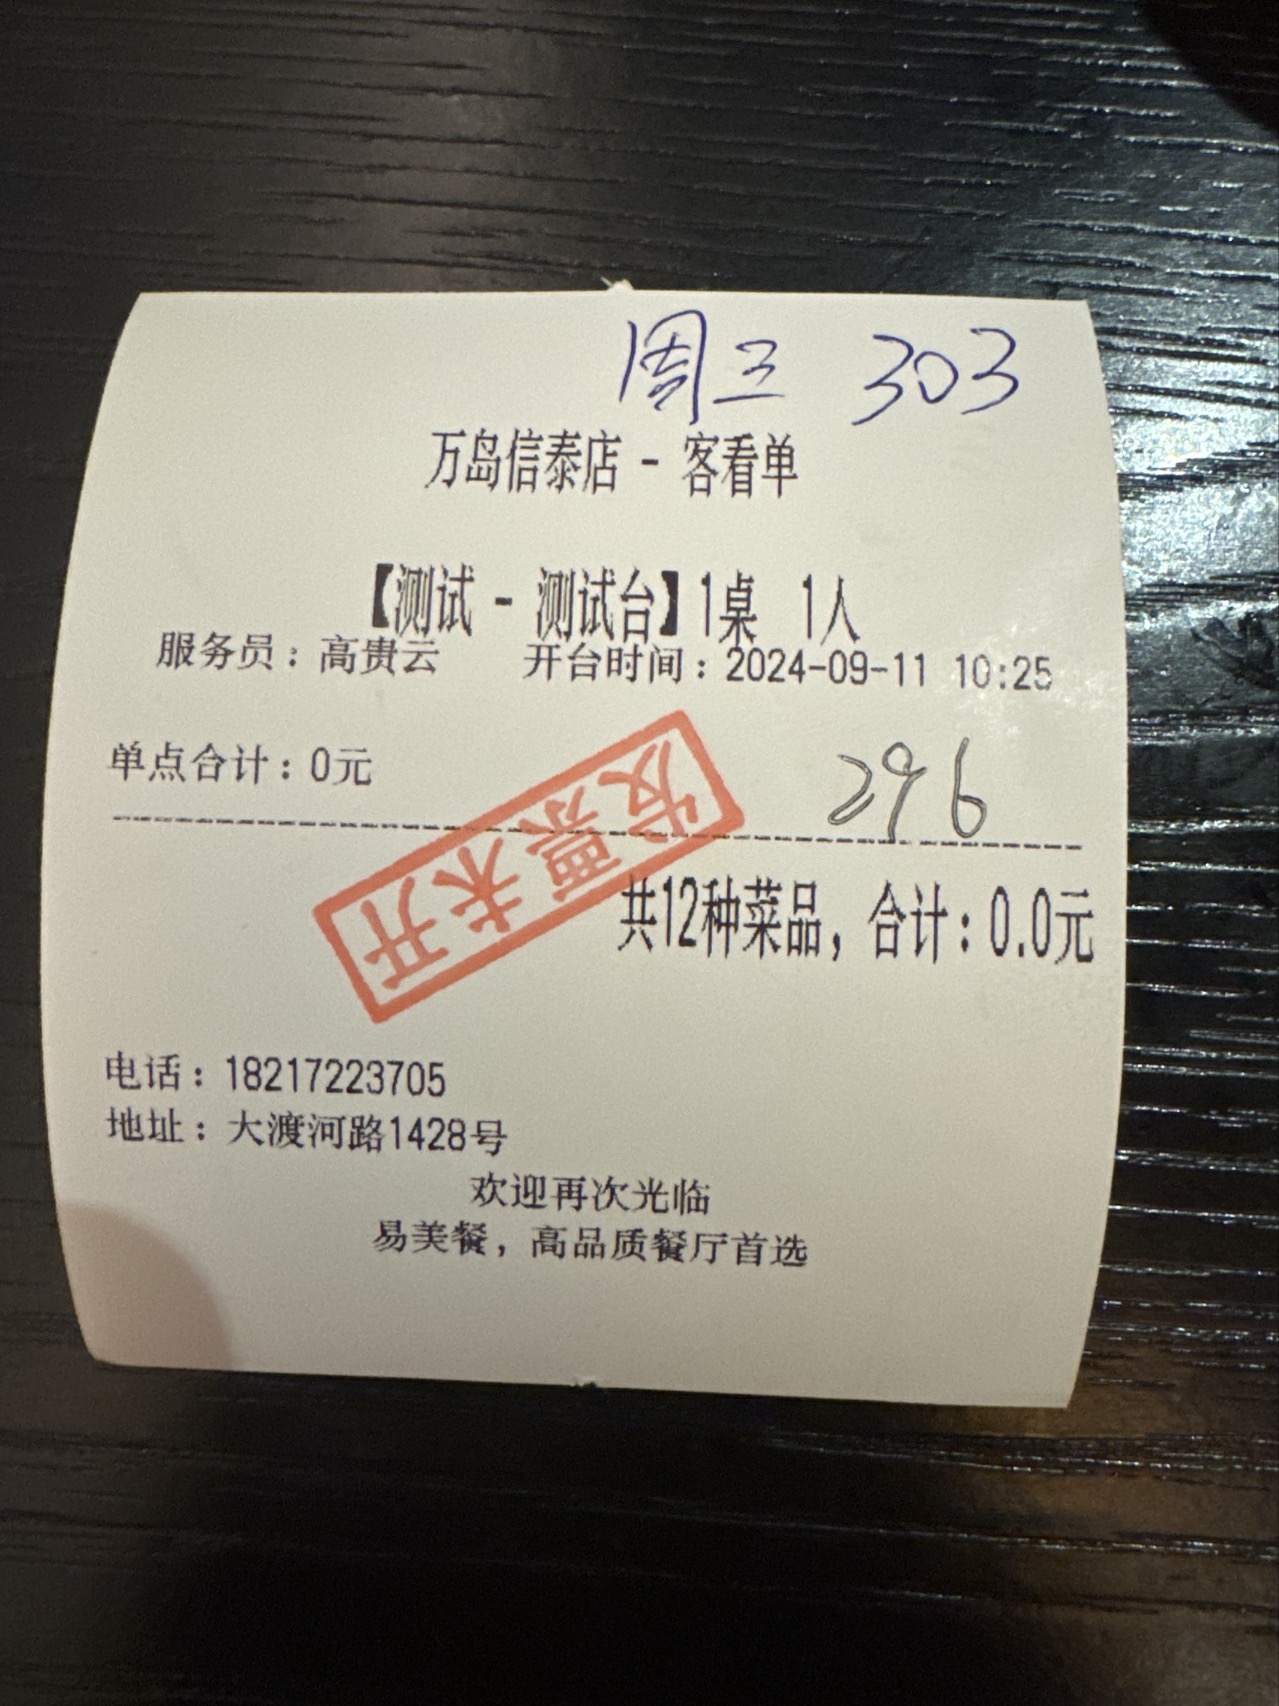 周三 303
万岛信泰店 - 客看单
【测试 - 测试台】1桌 1人
服务员：高贵云 开台时间：2024-09-11 10:25
单点合计：0元
296
发票未开
共12种菜品，合计：0.0元
电话：18217223705
地址：大渡河路1428号
欢迎再次光临
易美餐，高品质餐厅首选